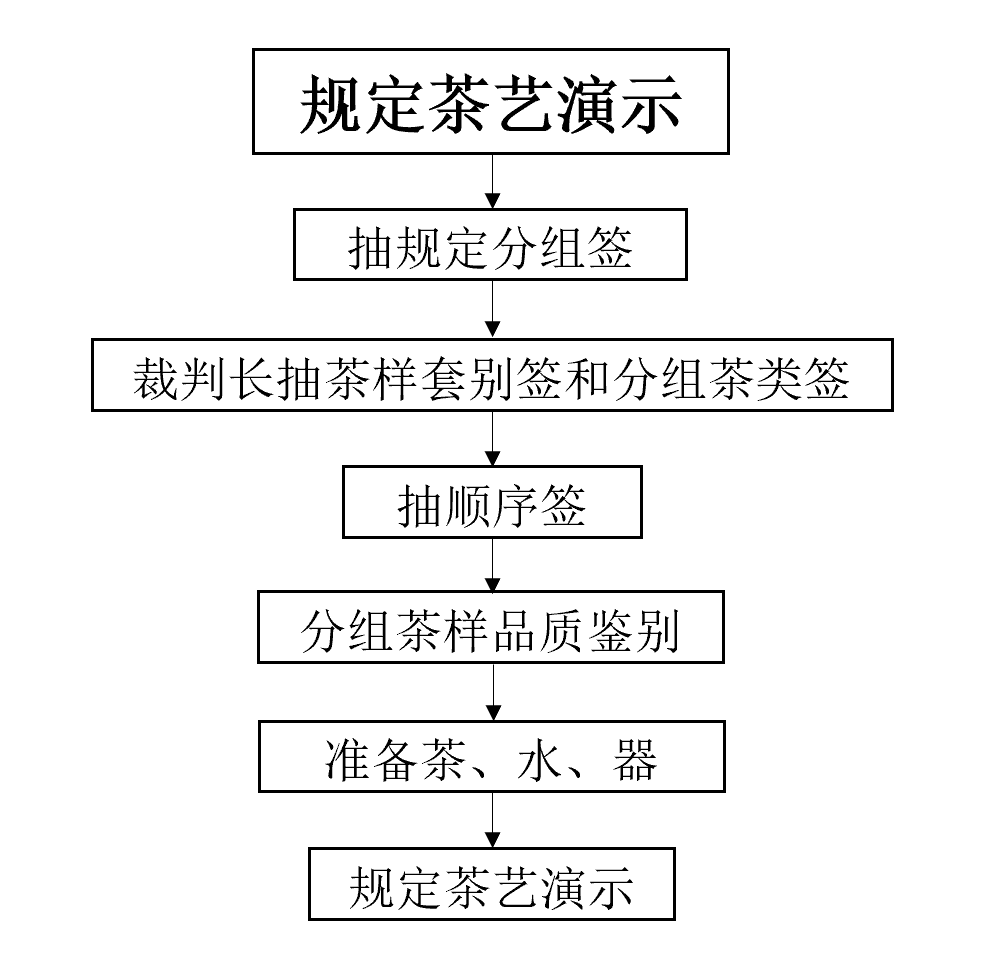 规定茶艺演示
抽规定分组签
裁判长抽茶样套别签和分组茶类签
抽顺序签
分组茶样品质鉴别
准备茶、水、器
规定茶艺演示